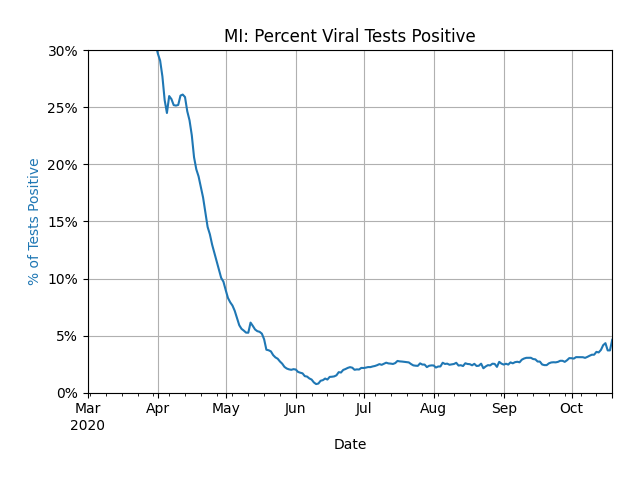 MI: Percent Viral Tests Positive
30%
25%
20%
15%
10%
5%
0%
% of Tests Positive
Mar Apr May Jun Jul Aug Sep Oct
2020
Date